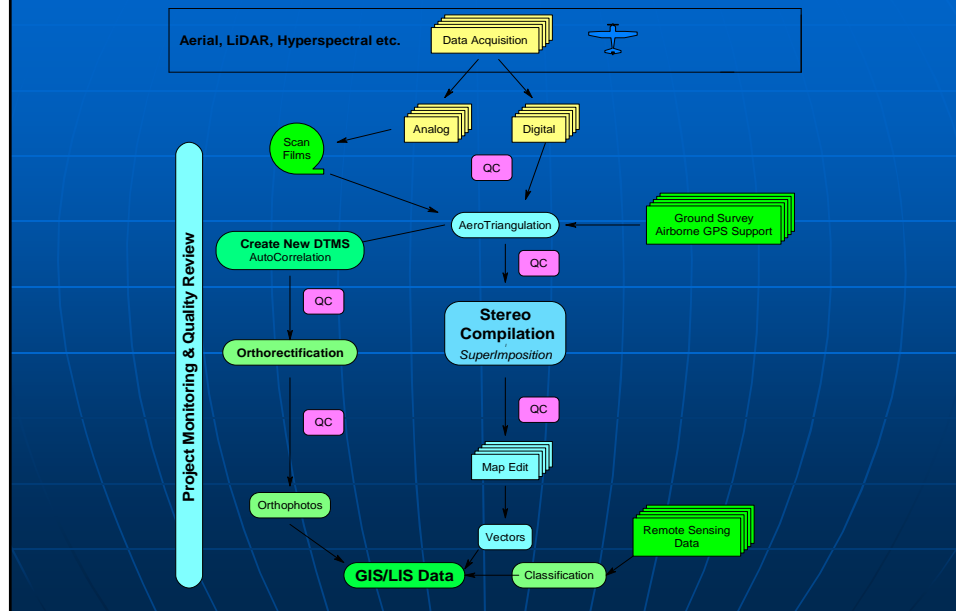 Aerial, LiDAR, Hyperspectral etc.
Data Acquisition
Analog
Digital
Scan
Films
QC
AeroTriangulation
Ground Survey
Airborne GPS Support
Create New DTMS
AutoCorrelation
QC
QC
Stereo
Compilation
SuperImposition
Orthorectification
QC
QC
Map Edit
Orthophotos
Vectors
Remote Sensing
Data
GIS/LIS Data
Classification
Project Monitoring & Quality Review